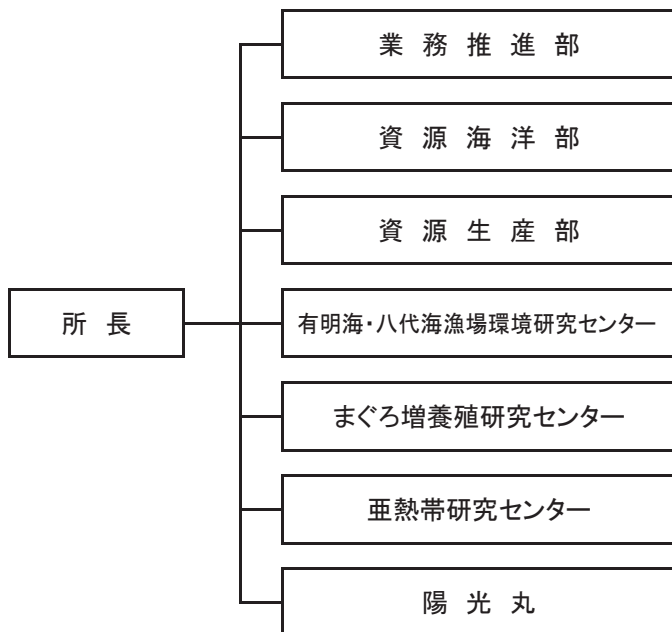 業務推進部
資源海洋部
資源生産部
所長
有明海・八代海漁場環境研究センター
まぐろ増養殖研究センター
亜熱帯研究センター
陽光丸